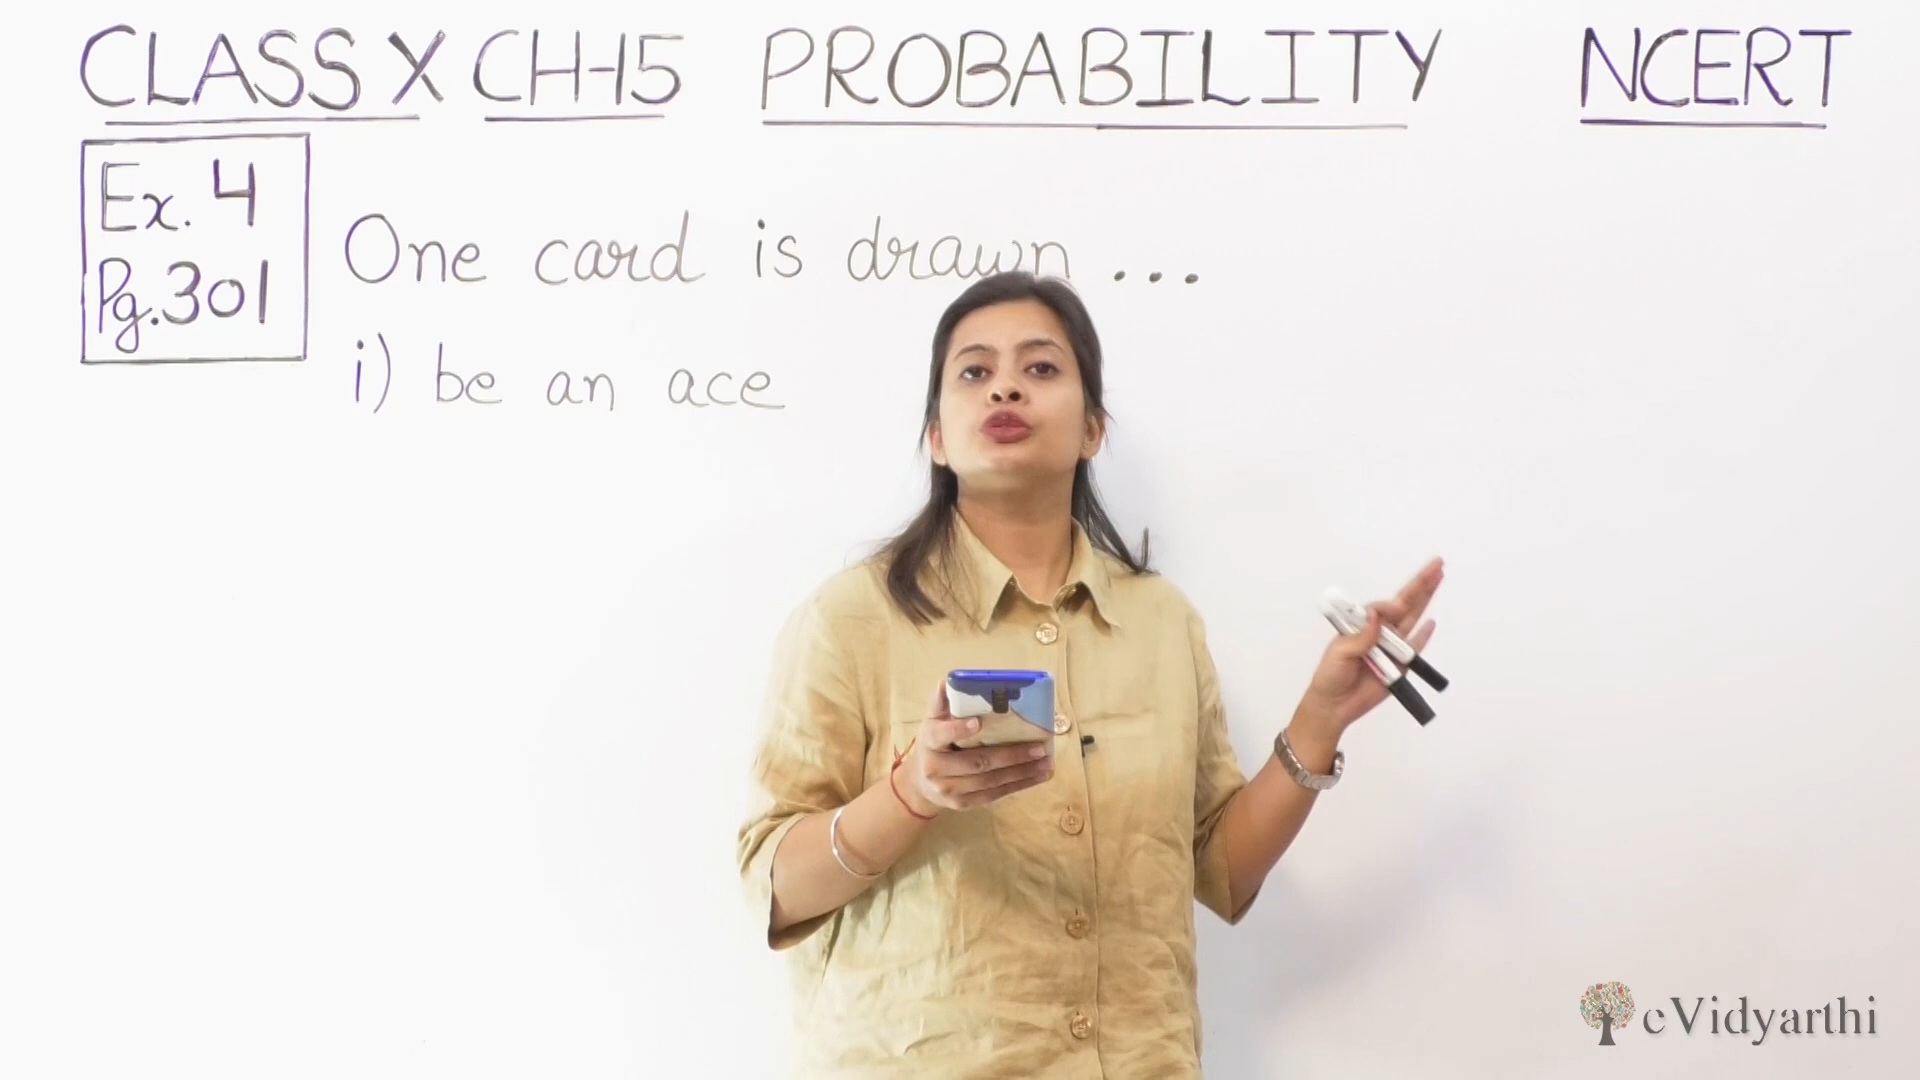 CLASS X CH-15 PROBABILITY NCERT
Ex. 4
Pg. 301
One card is drawn ...
i) be an ace
eVidyarthi